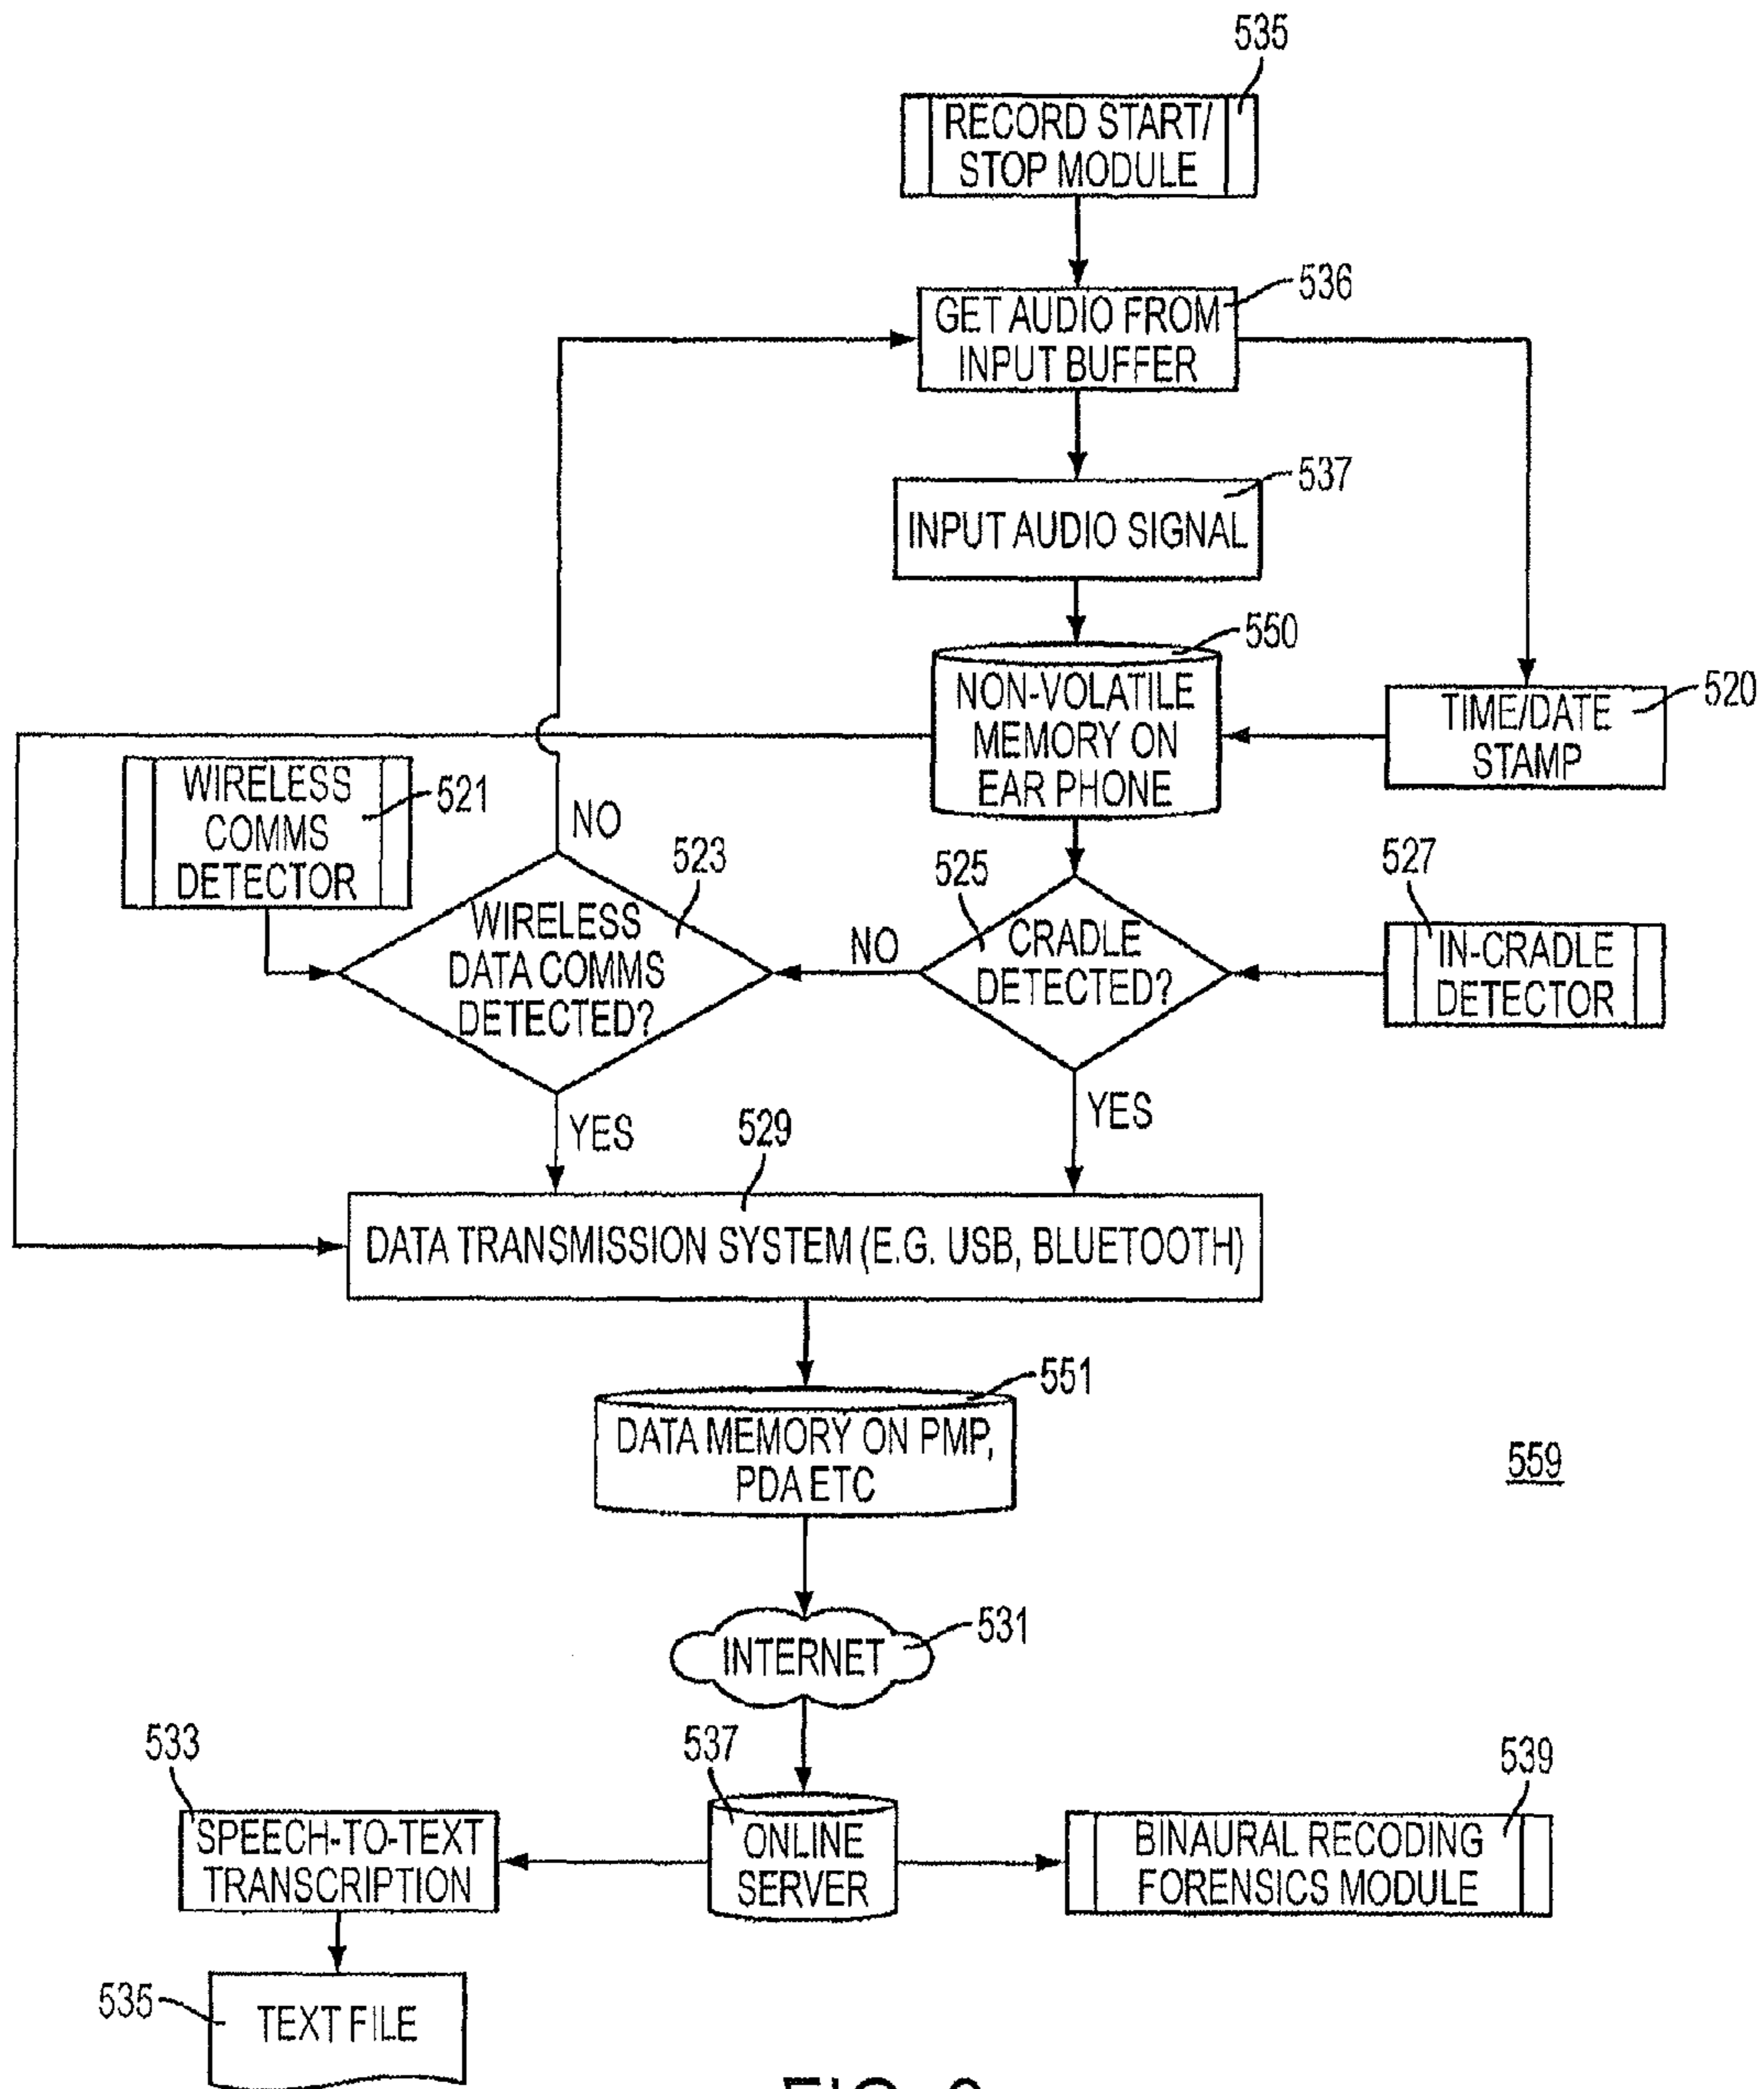 535
RECORD START/
STOP MODULE
536
GET AUDIO FROM
INPUT BUFFER
537
INPUT AUDIO SIGNAL
550
NON-VOLATILE
MEMORY ON
EAR PHONE
520
TIME/DATE
STAMP
WIRELESS
COMMS
DETECTOR
521
NO
523
WIRELESS
DATA COMMS
DETECTED?
NO
525
CRADLE
DETECTED?
527
IN-CRADLE
DETECTOR
YES
YES
529
DATA TRANSMISSION SYSTEM (E.G. USB, BLUETOOTH)
551
DATA MEMORY ON PMP,
PDA ETC
559
INTERNET
531
533
SPEECH-TO-TEXT
TRANSCRIPTION
537
ONLINE
SERVER
539
BINAURAL RECODING
FORENSICS MODULE
535
TEXT FILE